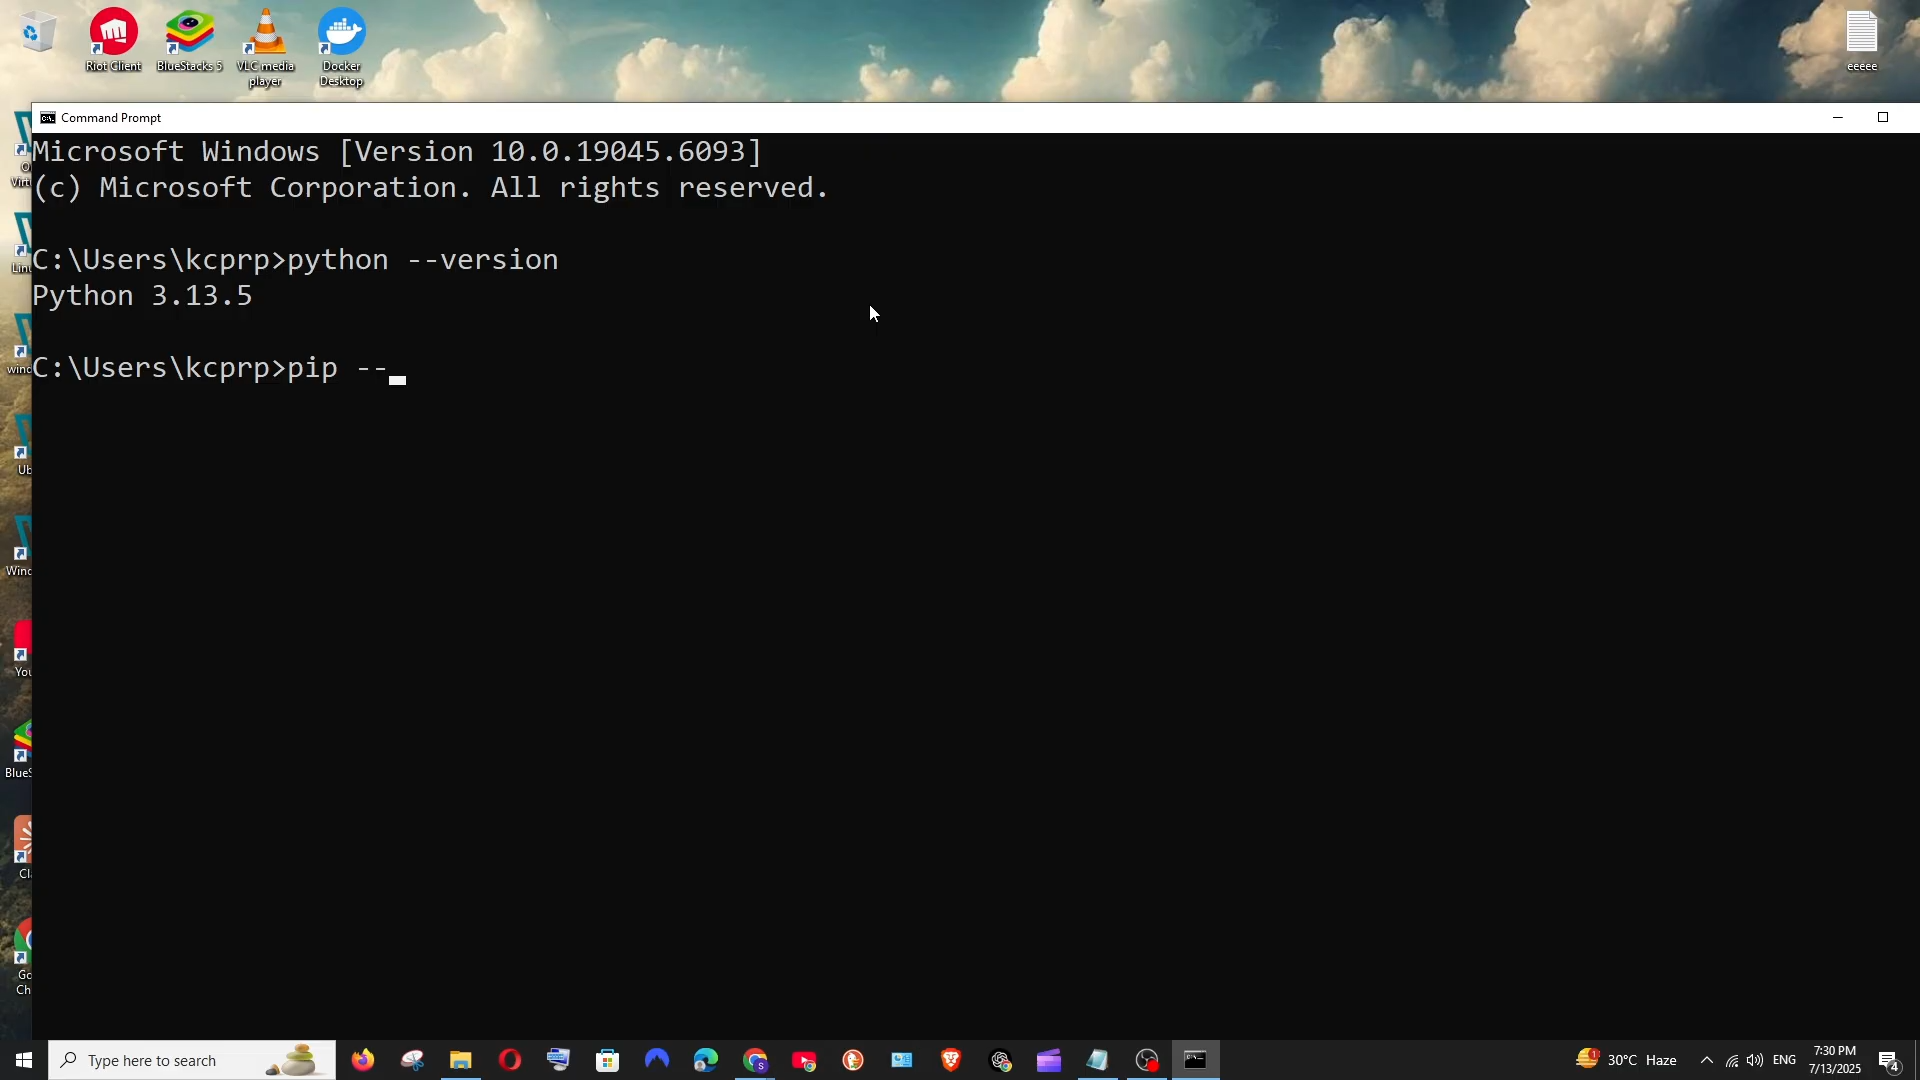 Riot Client
BlueStacks 5
VLC media
player
Docker
Desktop
eeeee
Command Prompt
Microsoft Windows [Version 10.0.19045.6093]
(c) Microsoft Corporation. All rights reserved.
C:\Users\kcprp>python --version
Python 3.13.5
C:\Users\kcprp>pip --
Type here to search
30°C Haze
ENG
7:30 PM
7/13/2025
4